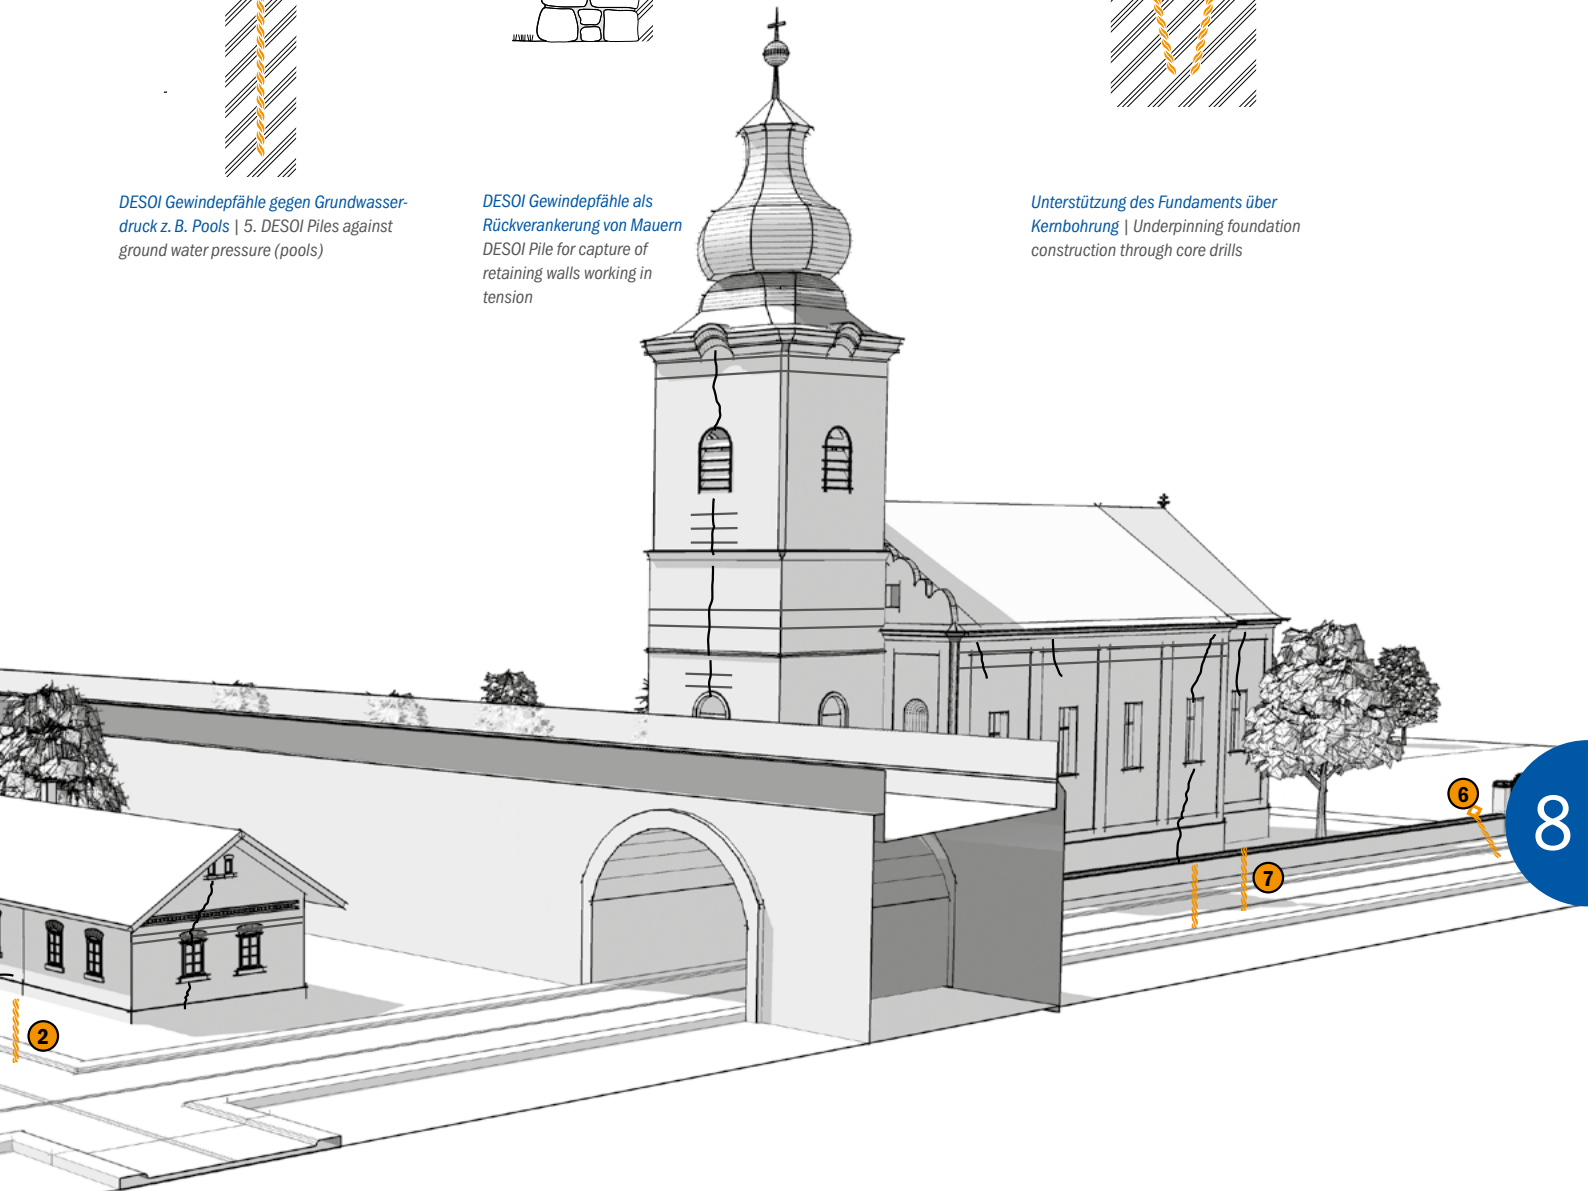 DESOI Gewindepfähle gegen Grundwasser-
druck z. B. Pools | 5. DESOI Piles against
ground water pressure (pools)
DESOI Gewindepfähle als
Rückverankerung von Mauern
DESOI Pile for capture of
retaining walls working in
tension
Unterstützung des Fundaments über
Kernbohrung | Underpinning foundation
construction through core drills
6
8
7
2